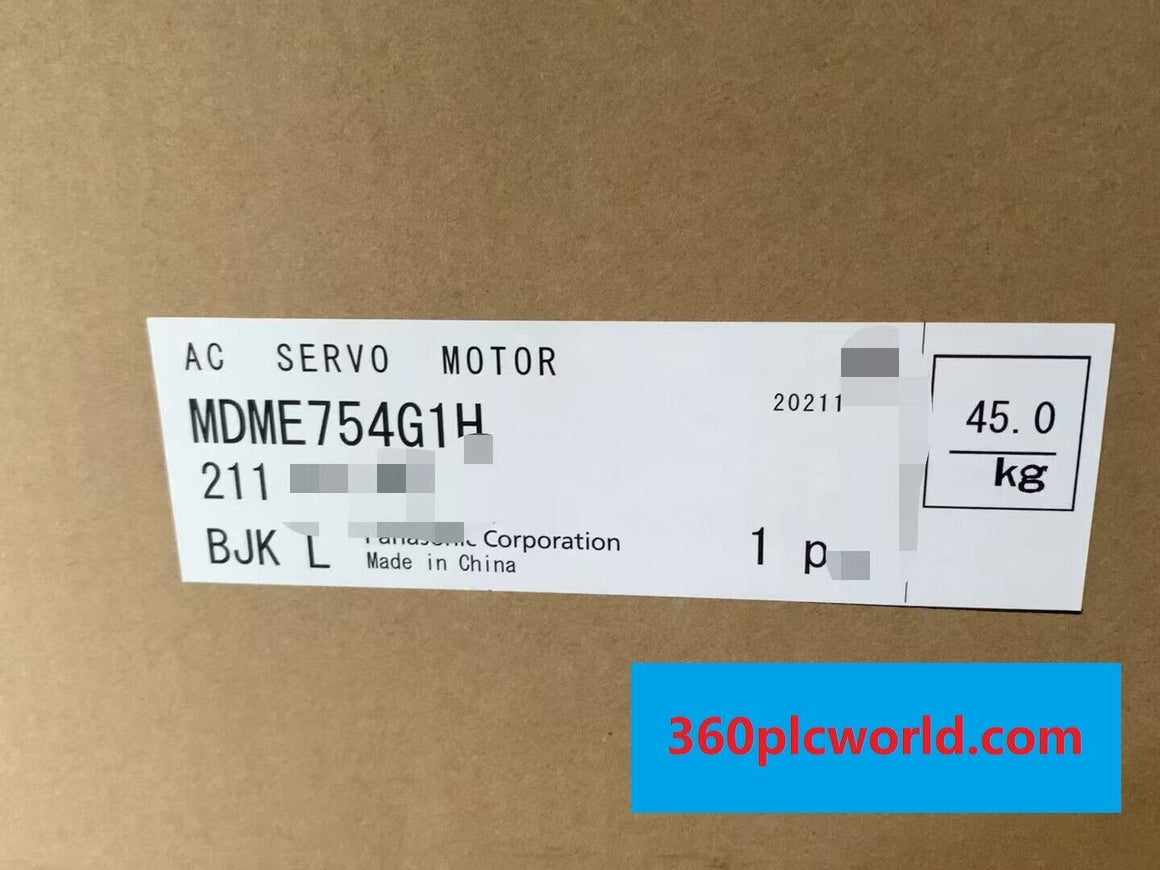 AC SERVO MOTOR
MDME754G1H
20211
211
BJK L
Corporation
Made in China
1 p
45.0
kg
360plcworld.com